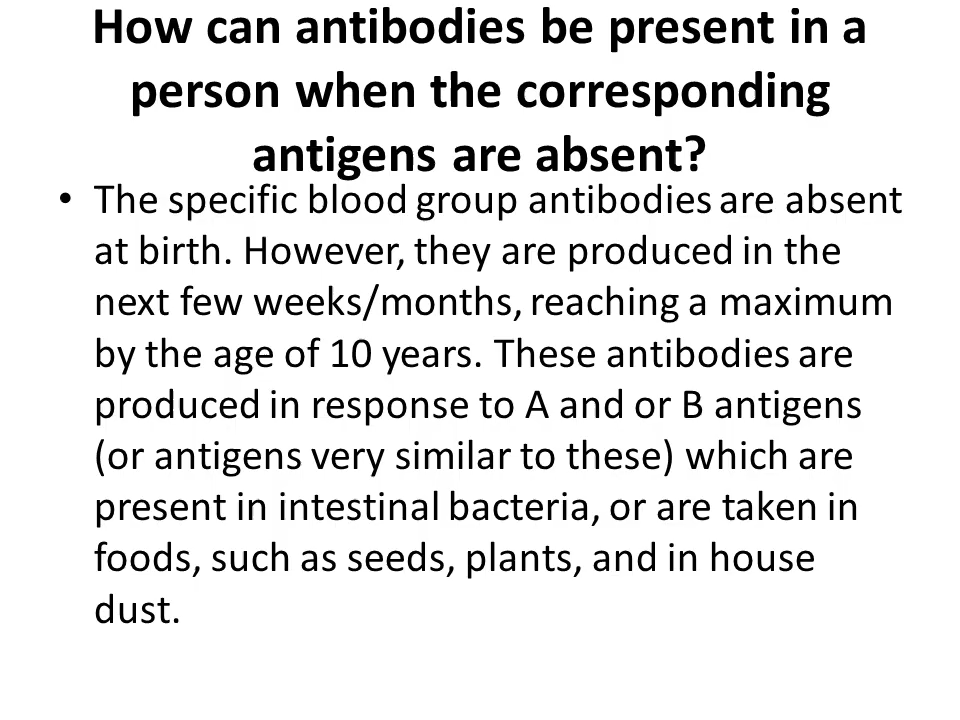 How can antibodies be present in a
person when the corresponding
antigens are absent?
• The specific blood group antibodies are absent
at birth. However, they are produced in the
next few weeks/months, reaching a maximum
by the age of 10 years. These antibodies are
produced in response to A and or B antigens
(or antigens very similar to these) which are
present in intestinal bacteria, or are taken in
foods, such as seeds, plants, and in house
dust.